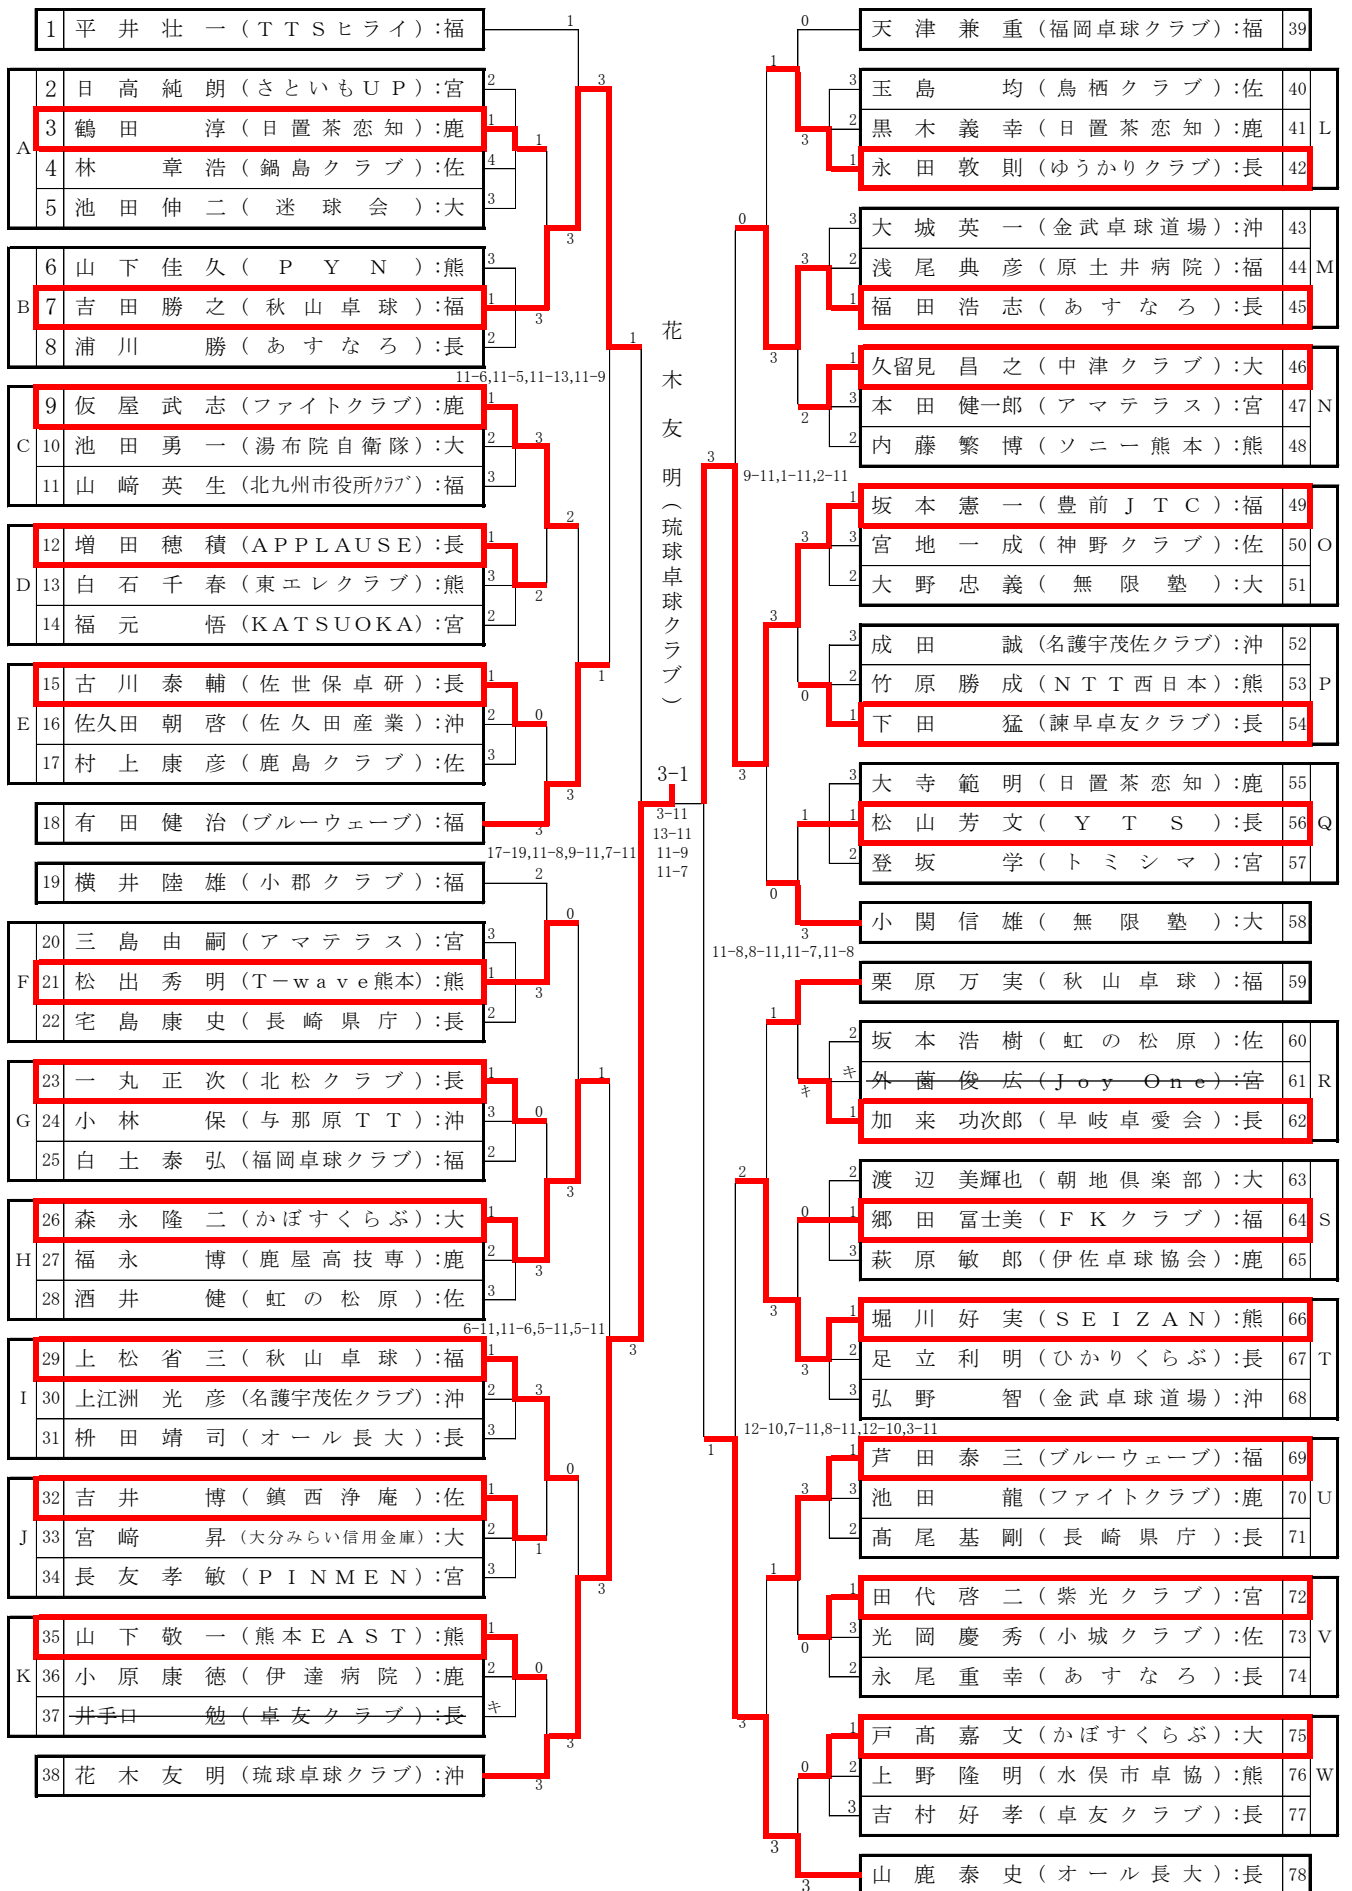 1 平井壮一(TTSヒライ):福
A
2 日高純朗(さといもUP):宮
3 鶴田淳(日置茶恋知):鹿
4 林章浩(鍋島クラブ):佐
5 池田伸二(迷球会):大
B
6 山下佳久(PYN):熊
7 吉田勝之(秋山卓球):福
8 浦川勝(あすなろ):長
11-6,11-5,11-13,11-9
C
9 仮屋武志(ファイトクラブ):鹿
10 池田勇一(湯布院自衛隊):大
11 山﨑英生(北九州市役所クラブ):福
D
12 増田穂積(APPLAUSE):長
13 白石千春(東エレクラブ):熊
14 福元悟(KATSUOKA):宮
E
15 古川泰輔(佐世保卓研):長
16 佐久田朝啓(佐久田産業):沖
17 村上康彦(鹿島クラブ):佐
18 有田健治(ブルーウェーブ):福
17-19,11-8,9-11,7-11
19 横井陸雄(小郡クラブ):福
F
20 三島由嗣(アマテラス):宮
21 松出秀明(T-wave熊本):熊
22 宅島康史(長崎県庁):長
G
23 一丸正次(北松クラブ):長
24 小林保(与那原TT):沖
25 白土泰弘(福岡卓球クラブ):福
H
26 森永隆二(かぼすくらぶ):大
27 福永博(鹿屋高技専):鹿
28 酒井健(虹の松原):佐
6-11,11-6,5-11,5-11
I
29 上松省三(秋山卓球):福
30 上江洲光彦(名護宇茂佐クラブ):沖
31 枡田靖司(オール長大):長
J
32 吉井博(鎮西浄庵):佐
33 宮﨑昇(大分みらい信用金庫):大
34 長友孝敏(PINMEN):宮
K
35 山下敬一(熊本EAST):熊
36 小原康徳(伊達病院):鹿
37 井手口勉(卓友クラブ):長 キ
38 花木友明(琉球卓球クラブ):沖
花木友明(琉球卓球クラブ)
3-1
3-11
13-11
11-9
11-7
天津兼重(福岡卓球クラブ):福 39
玉島均(鳥栖クラブ):佐 40
黒木義幸(日置茶恋知):鹿 41
永田敦則(ゆうかりクラブ):長 42
L
大城英一(金武卓球道場):沖 43
浅尾典彦(原土井病院):福 44
福田浩志(あすなろ):長 45
M
久留見昌之(中津クラブ):大 46
本田健一郎(アマテラス):宮 47
内藤繁博(ソニー熊本):熊 48
N
9-11,1-11,2-11
坂本憲一(豊前JTC):福 49
宮地一成(神野クラブ):佐 50
大野忠義(無限塾):大 51
O
成田誠(名護宇茂佐クラブ):沖 52
竹原勝成(NTT西日本):熊 53
下田猛(諫早卓友クラブ):長 54
P
大寺範明(日置茶恋知):鹿 55
松山芳文(YTS):長 56
登坂学(トミシマ):宮 57
Q
小関信雄(無限塾):大 58
11-8,8-11,11-7,11-8
栗原万実(秋山卓球):福 59
坂本浩樹(虹の松原):佐 60
キ 外薗俊広(Joy One):宮 61
加来功次郎(早岐卓愛会):長 62
R
渡辺美輝也(朝地倶楽部):大 63
郷田冨士美(FKクラブ):福 64
萩原敏郎(伊佐卓球協会):鹿 65
S
堀川好実(SEIZAN):熊 66
足立利明(ひかりくらぶ):長 67
弘野智(金武卓球道場):沖 68
T
12-10,7-11,8-11,12-10,3-11
芦田泰三(ブルーウェーブ):福 69
池田龍(ファイトクラブ):鹿 70
髙尾基剛(長崎県庁):長 71
U
田代啓二(紫光クラブ):宮 72
光岡慶秀(小城クラブ):佐 73
永尾重幸(あすなろ):長 74
V
戸髙嘉文(かぼすくらぶ):大 75
上野隆明(水俣市卓協):熊 76
吉村好孝(卓友クラブ):長 77
W
山鹿泰史(オール長大):長 78